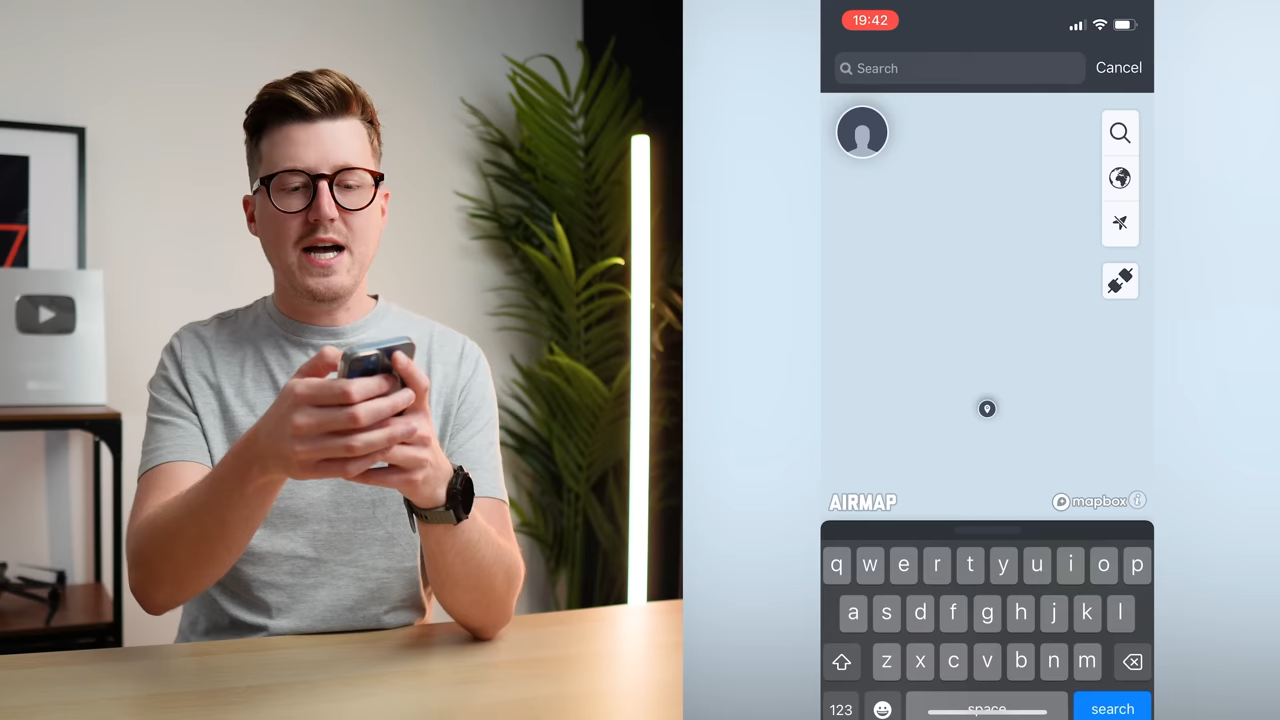 19:42
Search
Cancel
AIRMAP
mapbox
q w e r t y u i o p
a s d f g h j k l
z x c v b n m
123
space
search